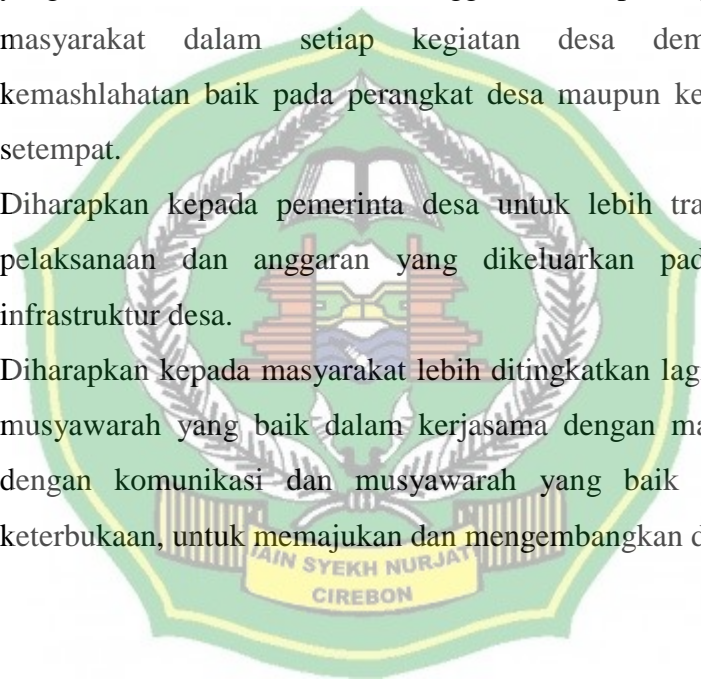 masyarakat dalam setiap kegiatan desa dem
kemashlahatan baik pada perangkat desa maupun ke
setempat.
Diharapkan kepada pemerinta desa untuk lebih tra
pelaksanaan dan anggaran yang dikeluarkan pad
infrastruktur desa.
Diharapkan kepada masyarakat lebih ditingkatkan lag
musyawarah yang baik dalam kerjasama dengan ma
dengan komunikasi dan musyawarah yang baik
keterbukaan, untuk memajukan dan mengembangkan d
IAIN SYEKH NURJATI
CIREBON